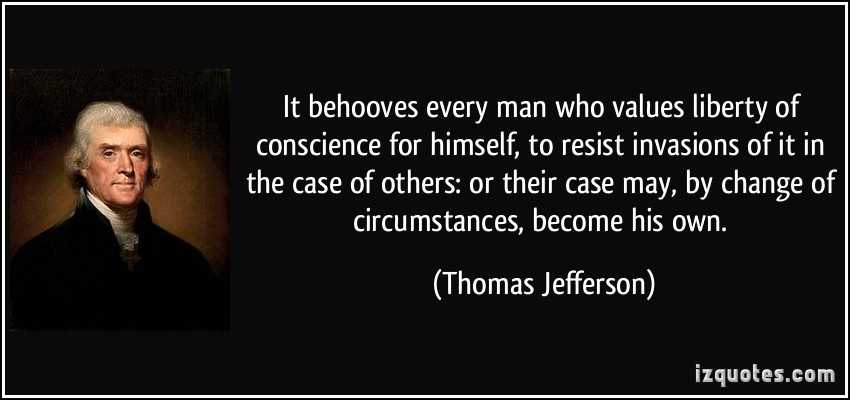 It behooves every man who values liberty of
conscience for himself, to resist invasions of it in
the case of others: or their case may, by change of
circumstances, become his own.
(Thomas Jefferson)
izquotes.com